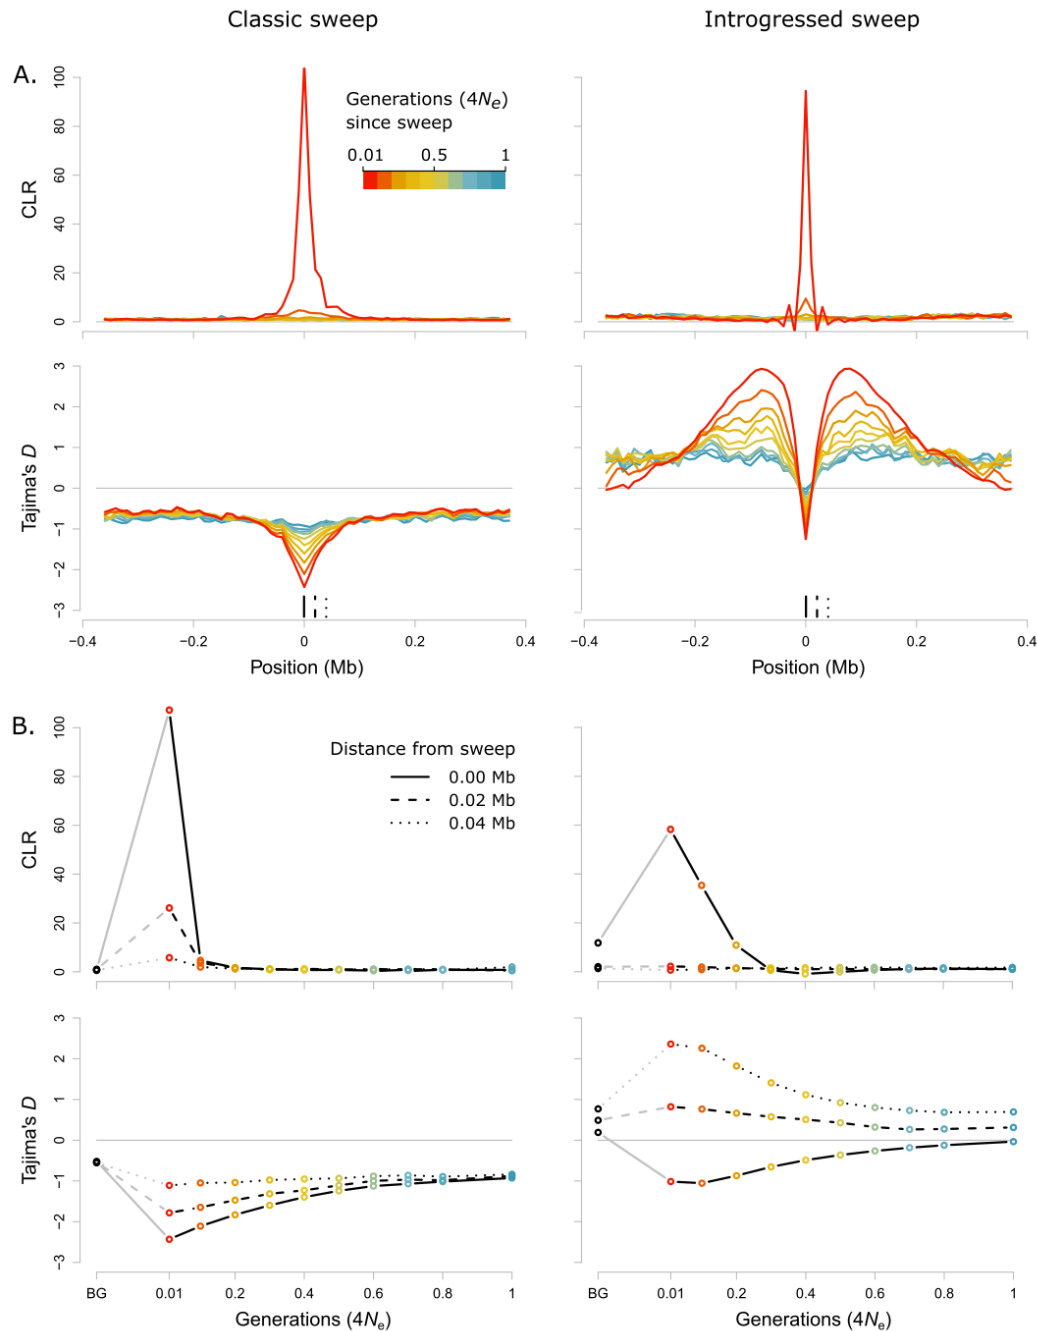 Classic sweep
Introgressed sweep
A.
Generations (4Ne)
since sweep
0.01 0.5 1
CLR
0 20 40 60 80 100
Tajima's D
−3 −2 −1 0 1 2 3
−0.4 −0.2 0 0.2 0.4
Position (Mb)
−0.4 −0.2 0 0.2 0.4
Position (Mb)
B.
Distance from sweep
0.00 Mb
0.02 Mb
0.04 Mb
CLR
0 20 40 60 80 100
Tajima's D
−3 −2 −1 0 1 2 3
BG 0.01 0.2 0.4 0.6 0.8 1
Generations (4Ne)
BG 0.01 0.2 0.4 0.6 0.8 1
Generations (4Ne)